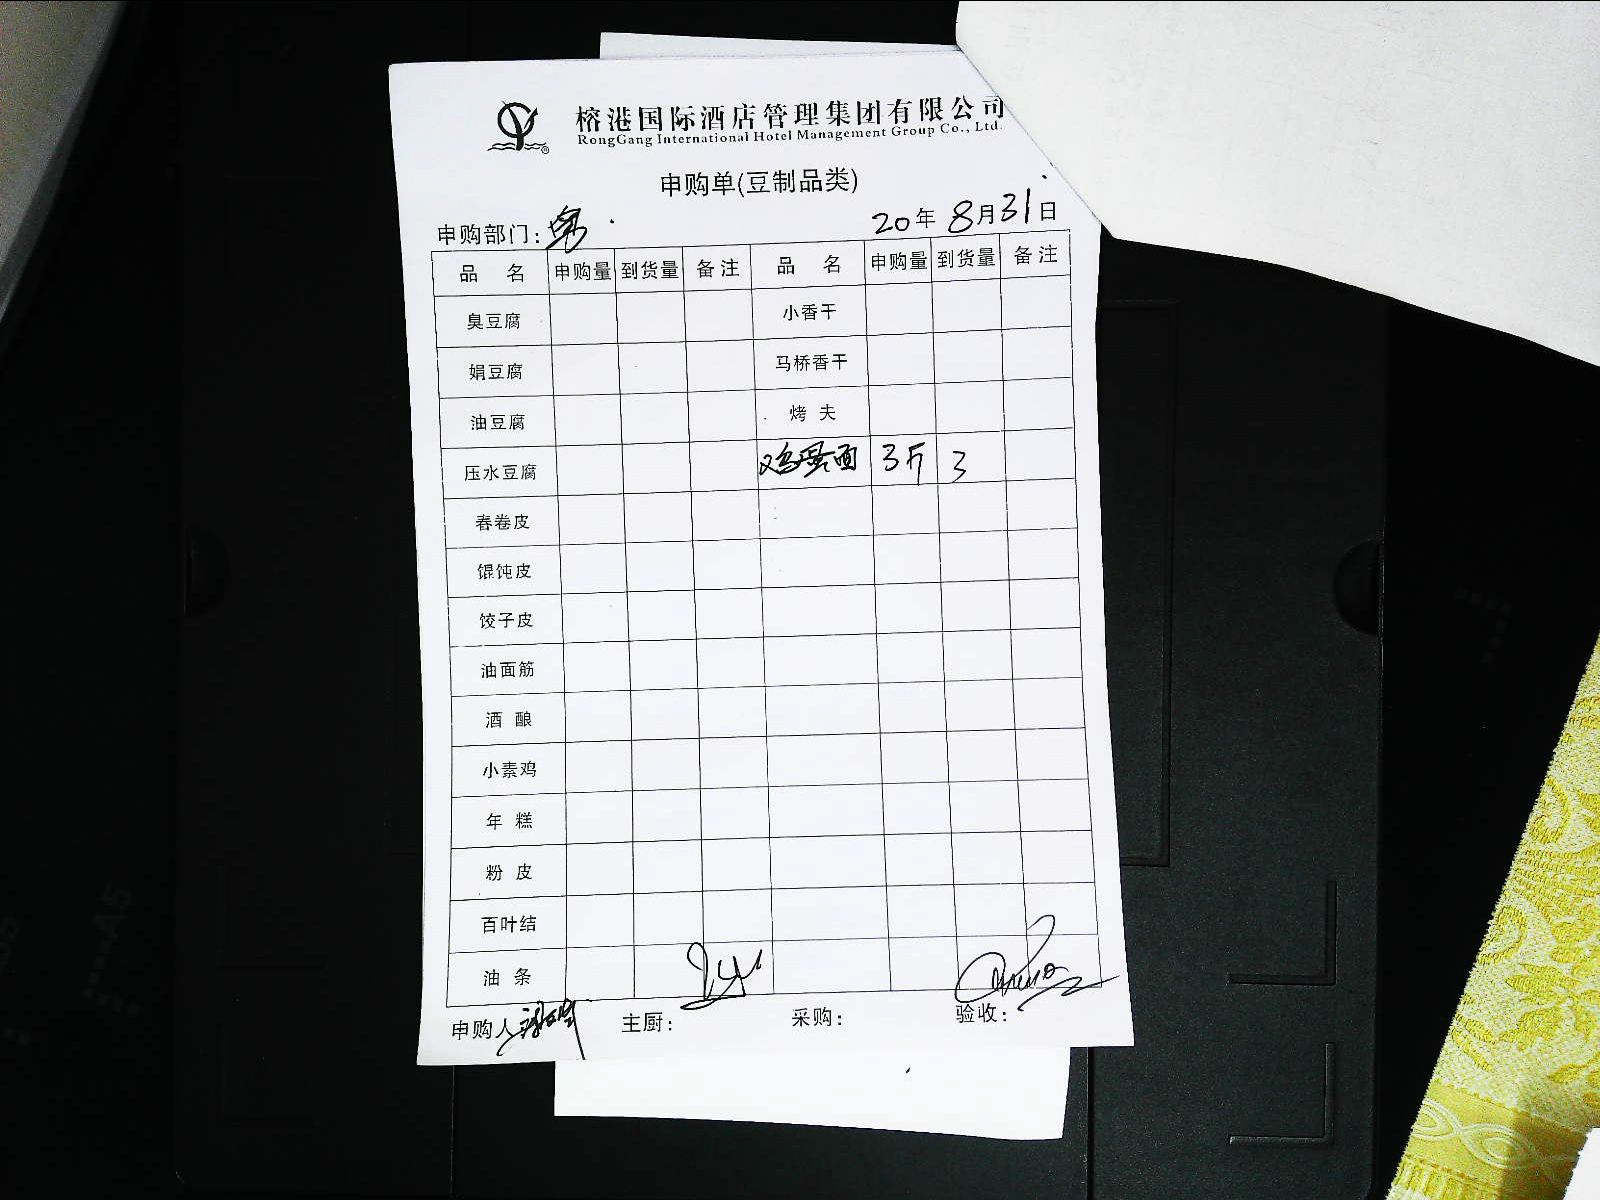 榕港国际酒店管理集团有限公司
RongGang International Hotel Management Group Co., Ltd.
申购单(豆制品类)
申购部门: 20年 8月31日
品 名 申购量 到货量 备注 品 名 申购量 到货量 备注
臭豆腐 小香干
娟豆腐 马桥香干
油豆腐 烤 夫
压水豆腐 鸡蛋面 3斤 3
春卷皮
馄饨皮
饺子皮
油面筋
酒 酿
小素鸡
年 糕
粉 皮
百叶结
油 条
申购人 主厨: 采购: 验收:
A5